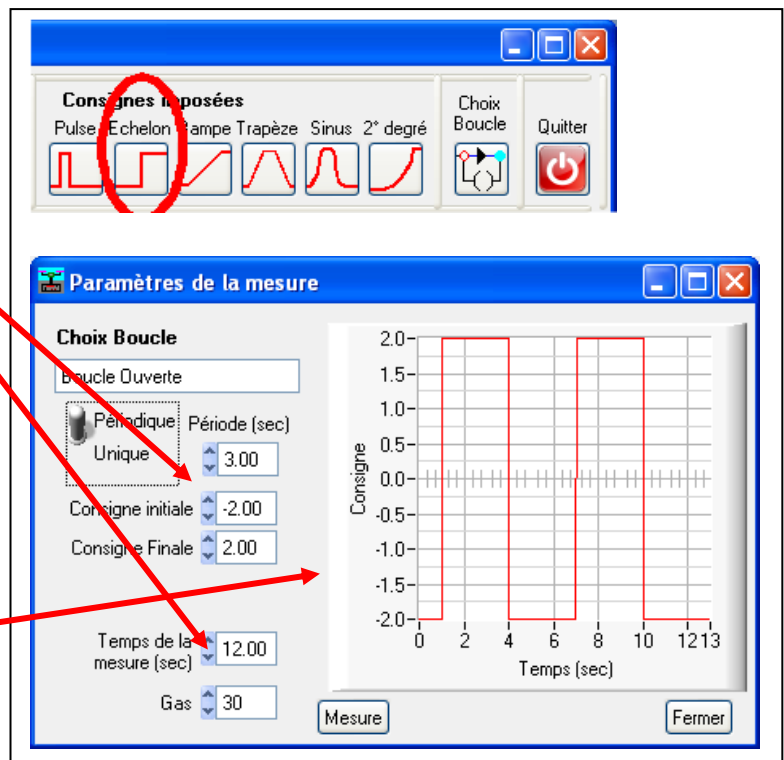 Consignes imposées
Pulse Echelon Rampe Trapèze Sinus 2° degré
Choix
Boucle
Quitter
Paramètres de la mesure
Choix Boucle
Boucle Ouverte
Périodique
Unique
Période (sec)
3.00
Consigne initiale -2.00
Consigne Finale 2.00
Temps de la
mesure (sec)
12.00
Gas 30
Consigne
2.0
1.5
1.0
0.5
0.0
-0.5
-1.0
-1.5
-2.0
0 2 4 6 8 10 12 13
Temps (sec)
Mesure
Fermer